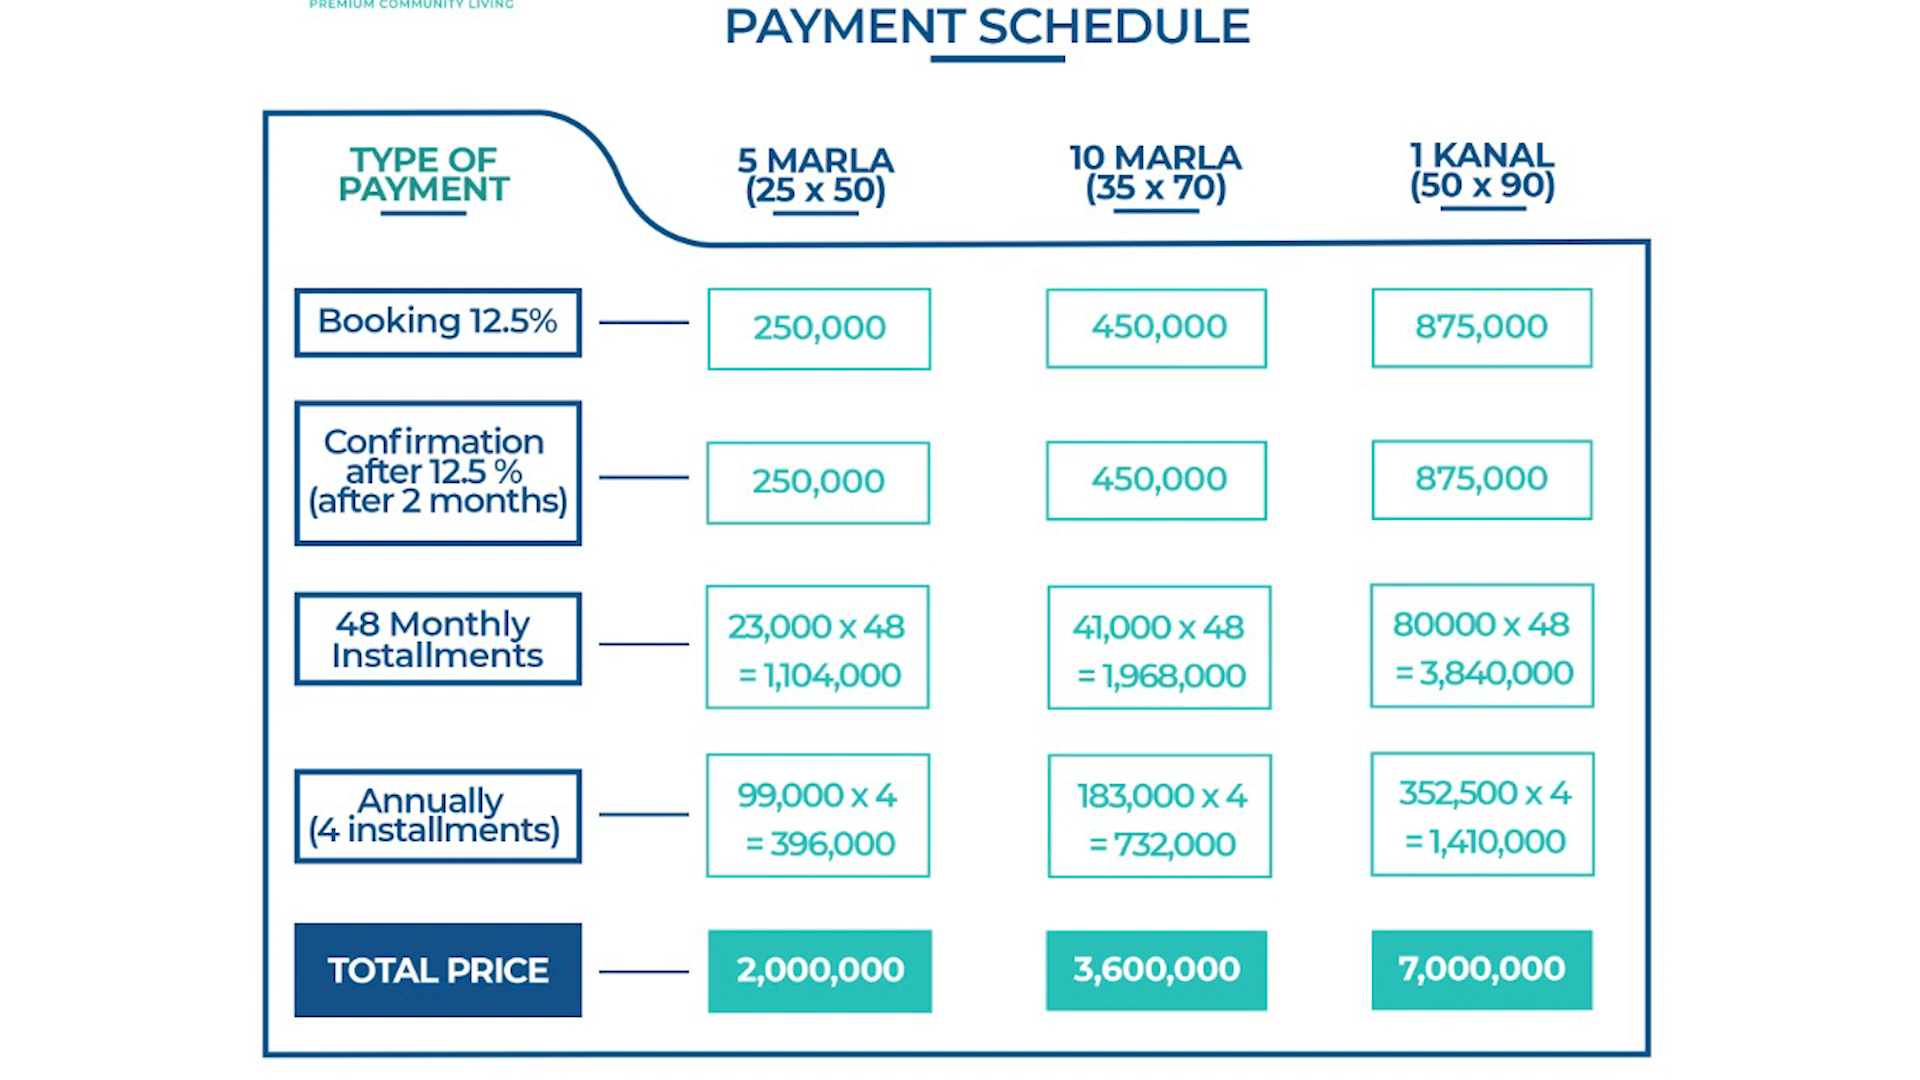 PREMIUM COMMUNITY LIVING
PAYMENT SCHEDULE
TYPE OF
PAYMENT
5 MARLA
(25 x 50)
10 MARLA
(35 x 70)
1 KANAL
(50 x 90)
Booking 12.5%
250,000
450,000
875,000
Confirmation
after 12.5 %
(after 2 months)
250,000
450,000
875,000
48 Monthly
Installments
23,000 x 48
= 1,104,000
41,000 x 48
= 1,968,000
80000 x 48
= 3,840,000
Annually
(4 installments)
99,000 x 4
= 396,000
183,000 x 4
= 732,000
352,500 x 4
= 1,410,000
TOTAL PRICE
2,000,000
3,600,000
7,000,000